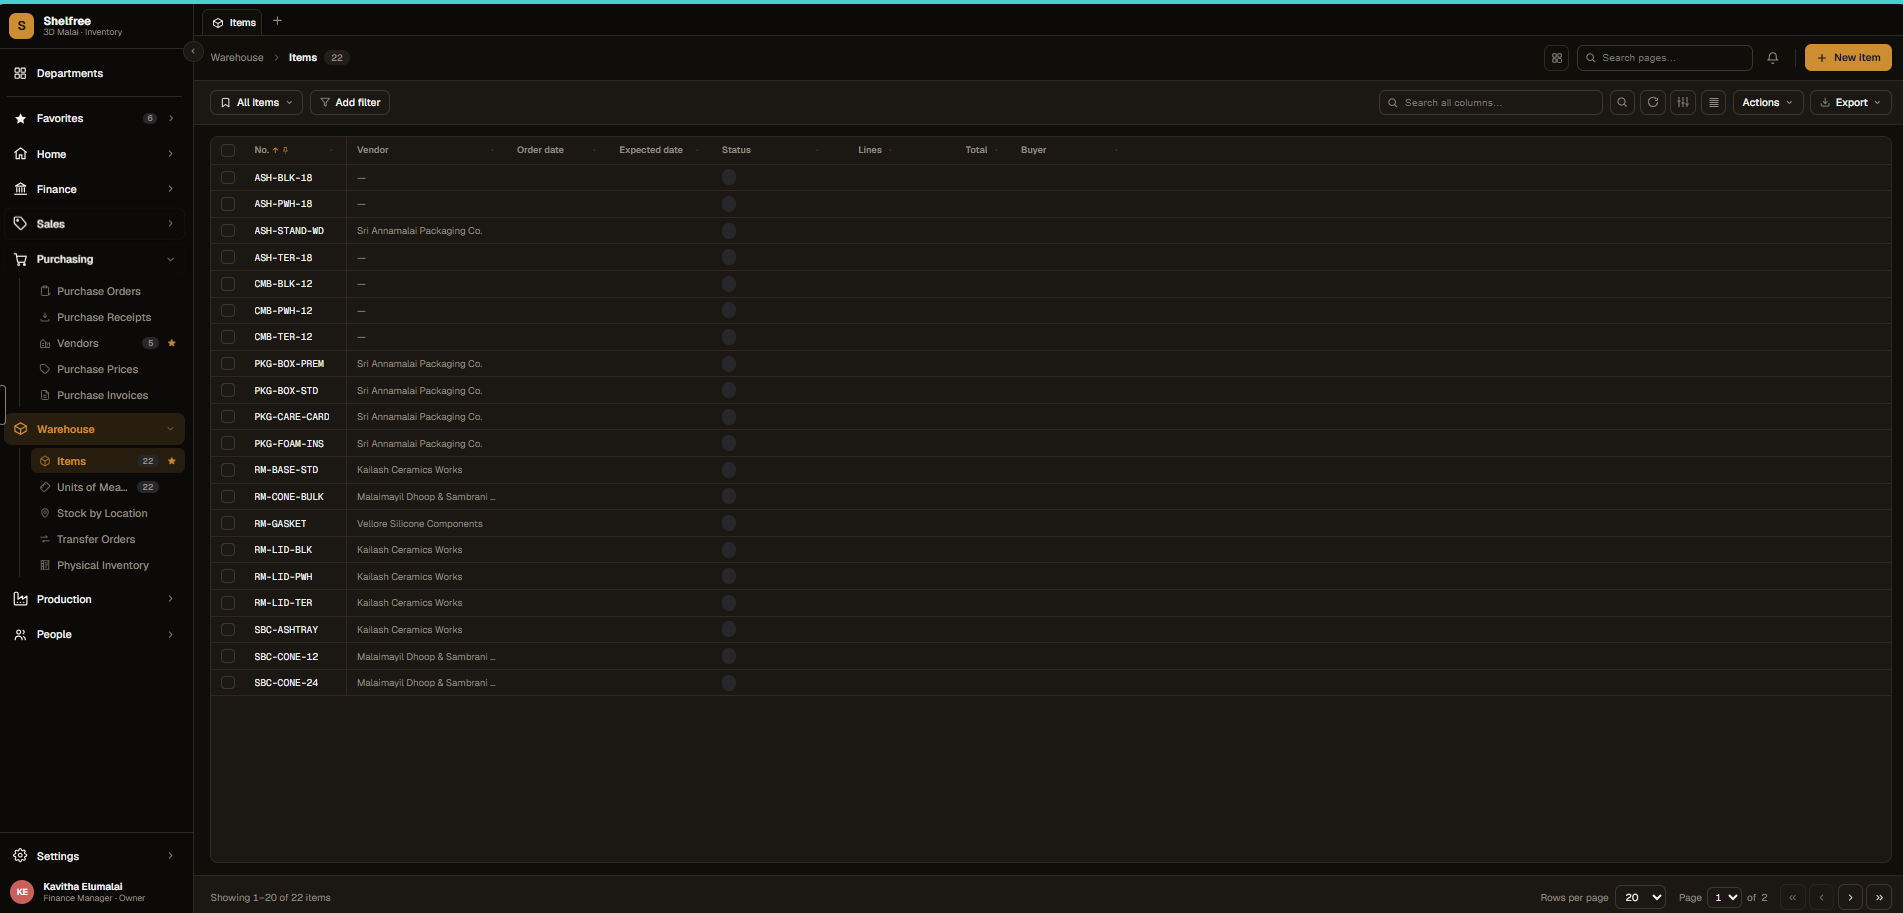 S
Shelfree
3D Malai · Inventory
Departments
Favorites 6
Home
Finance
Sales
Purchasing
Purchase Orders
Purchase Receipts
Vendors 5
Purchase Prices
Purchase Invoices
Warehouse
Items 22
Units of Mea... 22
Stock by Location
Transfer Orders
Physical Inventory
Production
People
Settings
KE
Kavitha Elumalai
Finance Manager · Owner
Items
Warehouse > Items 22
Search pages...
+ New item
All items
Add filter
Search all columns...
Actions
Export
No. ↑ Vendor Order date Expected date Status Lines Total Buyer
ASH-BLK-18 —
ASH-PWH-18 —
ASH-STAND-WD Sri Annamalai Packaging Co.
ASH-TER-18 —
CMB-BLK-12 —
CMB-PWH-12 —
CMB-TER-12 —
PKG-BOX-PREM Sri Annamalai Packaging Co.
PKG-BOX-STD Sri Annamalai Packaging Co.
PKG-CARE-CARD Sri Annamalai Packaging Co.
PKG-FOAM-INS Sri Annamalai Packaging Co.
RM-BASE-STD Kailash Ceramics Works
RM-CONE-BULK Malaimayil Dhoop & Sambrani ...
RM-GASKET Vellore Silicone Components
RM-LID-BLK Kailash Ceramics Works
RM-LID-PWH Kailash Ceramics Works
RM-LID-TER Kailash Ceramics Works
SBC-ASHTRAY Kailash Ceramics Works
SBC-CONE-12 Malaimayil Dhoop & Sambrani ...
SBC-CONE-24 Malaimayil Dhoop & Sambrani ...
Showing 1–20 of 22 items
Rows per page 20 Page 1 of 2 « ‹ › »